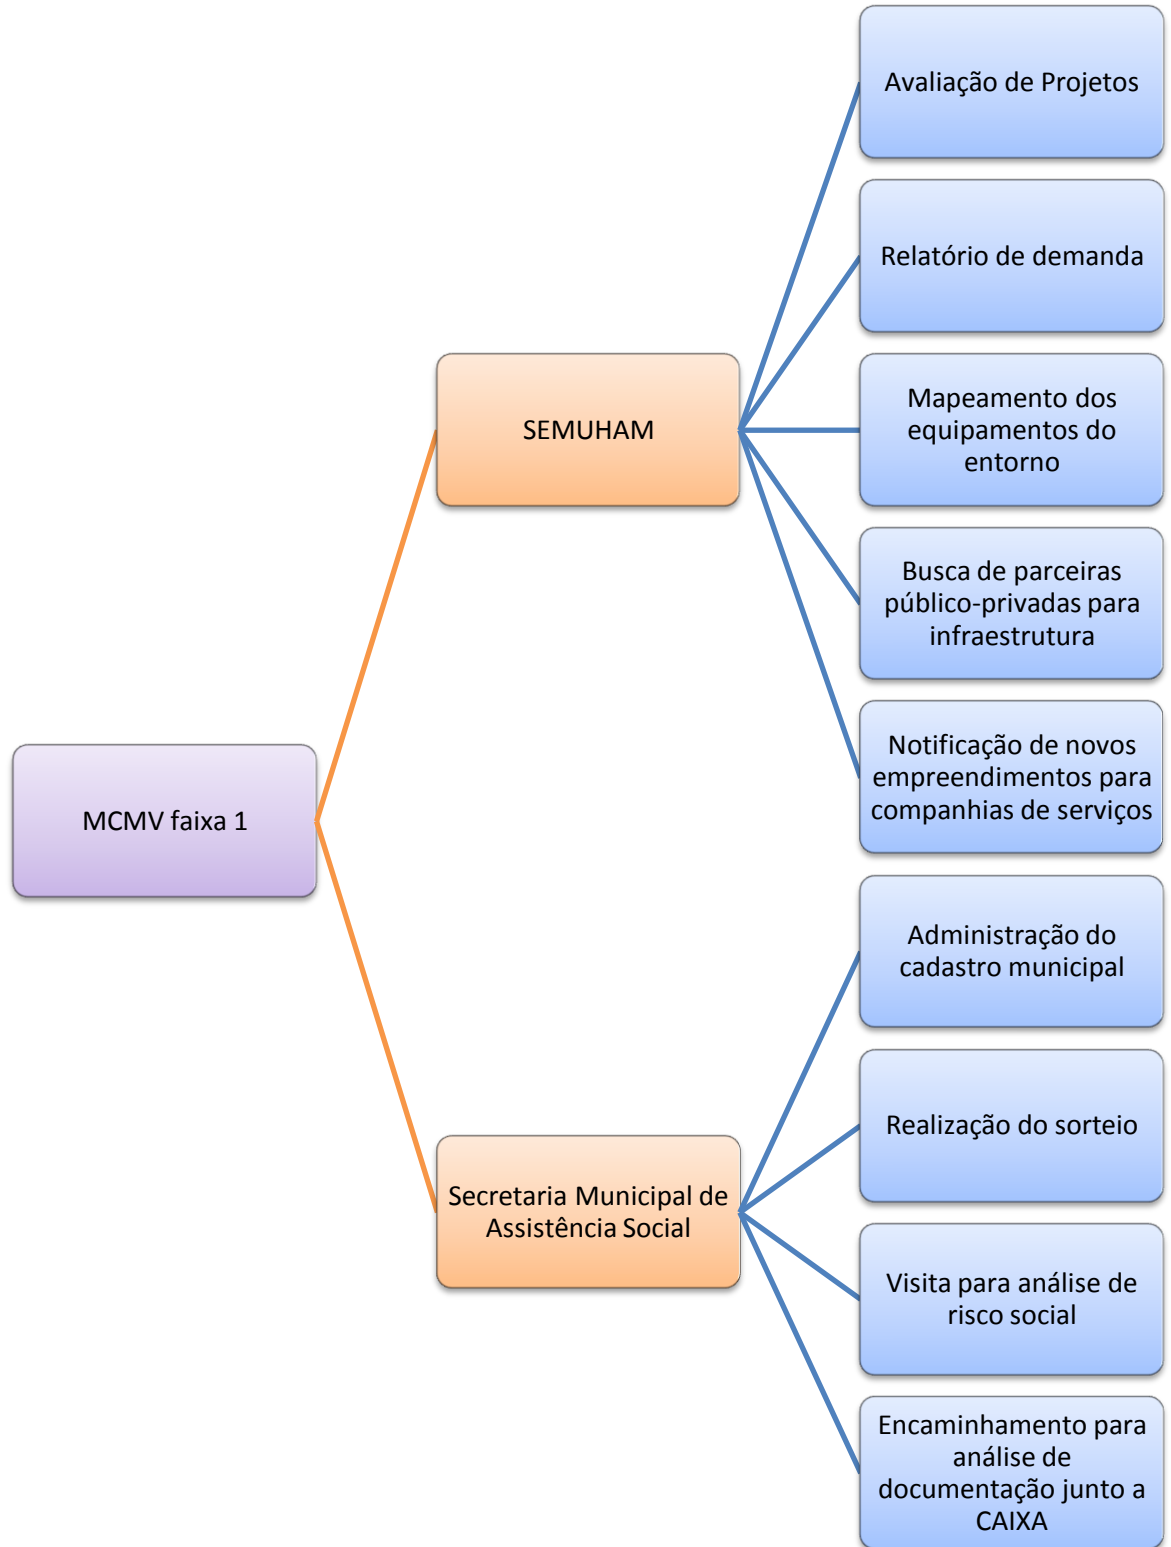 Avaliação de Projetos
Relatório de demanda
Mapeamento dos
equipamentos do
entorno
Busca de parceiras
público-privadas para
infraestrutura
Notificação de novos
empreendimentos para
companhias de serviços
SEMUHAM
MCMV faixa 1
Secretaria Municipal de
Assistência Social
Administração do
cadastro municipal
Realização do sorteio
Visita para análise de
risco social
Encaminhamento para
análise de
documentação junto a
CAIXA